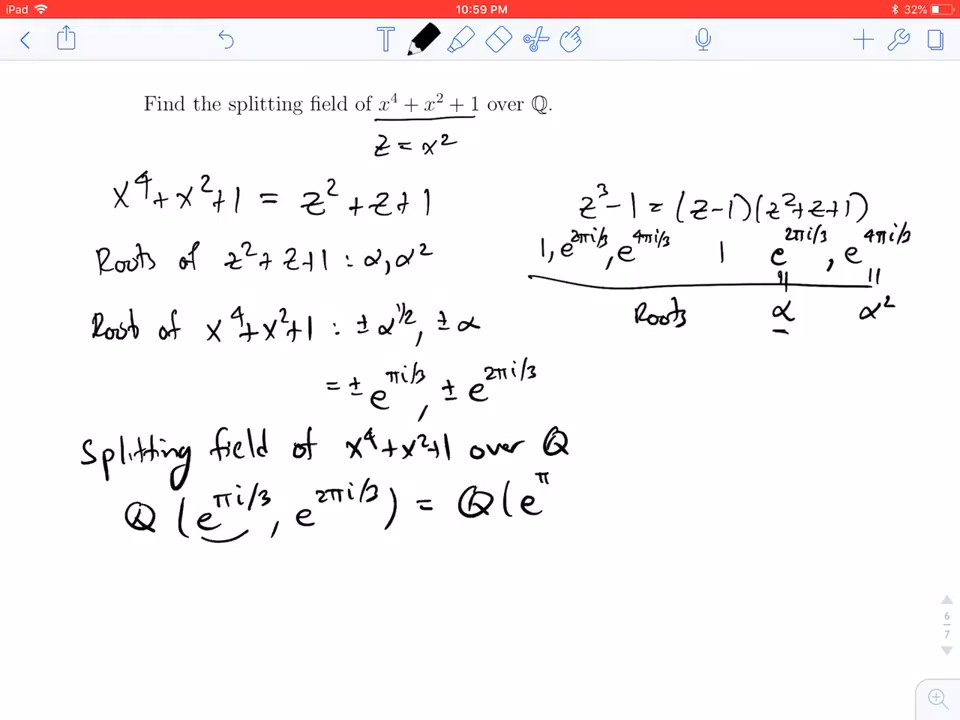 iPad 10:59 PM 32%
Find the splitting field of x⁴ + x² + 1 over ℚ.
z = x²
x⁴+x²+1 = z²+z+1
z³-1 = (z-1)(z²+z+1)
1, e^{2πi/3}, e^{4πi/3} 1 e^{2πi/3}, e^{4πi/3}
Roots of z²+z+1 : α, α²
|| ||
Roots α α²
Root of x⁴+x²+1 : ± α^{1/2}, ± α
= ± e^{πi/3}, ± e^{2πi/3}
Splitting field of x⁴+x²+1 over ℚ
ℚ(e^{πi/3}, e^{2πi/3}) = ℚ(e^π
6
7